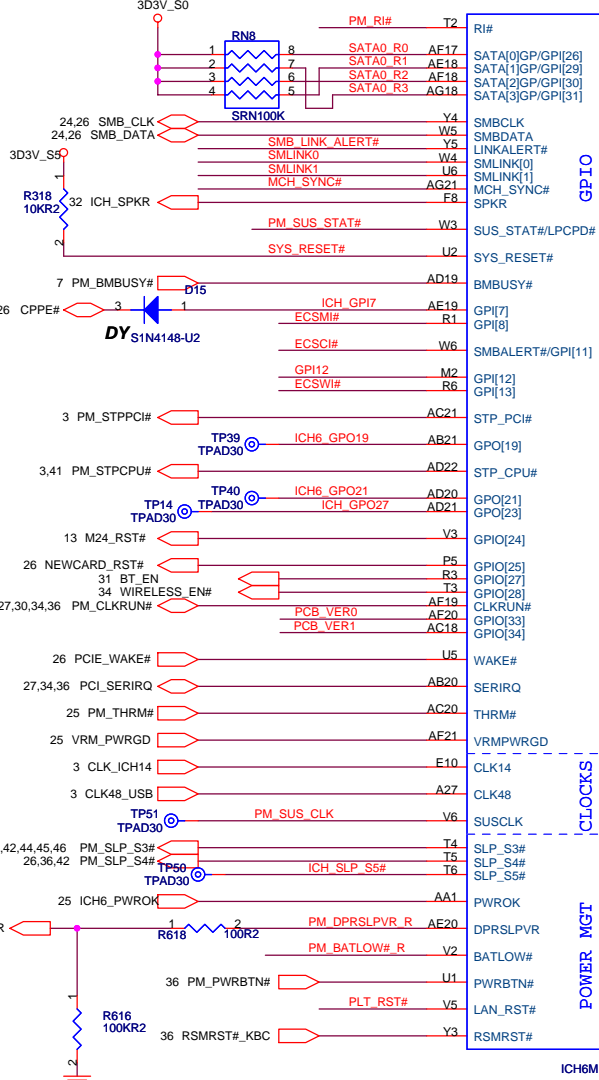 3D3V_S0
PM_RI# T2 RI#
RN8
1 8 SATA0_R0 AF17 SATA[0]GP/GPI[26]
2 7 SATA0_R1 AE18 SATA[1]GP/GPI[29]
3 6 SATA0_R2 AF18 SATA[2]GP/GPI[30]
4 5 SATA0_R3 AG18 SATA[3]GP/GPI[31]
SRN100K
24,26 SMB_CLK Y4 SMBCLK
24,26 SMB_DATA W5 SMBDATA
SMB_LINK_ALERT# Y5 LINKALERT#
3D3V_S5 SMLINK0 W4 SMLINK[0]
SMLINK1 U6 SMLINK[1]
MCH_SYNC# AG21 MCH_SYNC#
GPIO
1
R318
10KR2
2
32 ICH_SPKR F8 SPKR
PM_SUS_STAT# W3 SUS_STAT#/LPCPD#
SYS_RESET# U2 SYS_RESET#
7 PM_BMBUSY# AD19 BMBUSY#
D15
26 CPPE# 3 1 ICH_GPI7 AE19 GPI[7]
DY S1N4148-U2
ECSMI# R1 GPI[8]
ECSCI# W6 SMBALERT#/GPI[11]
GPI12 M2 GPI[12]
ECSWI# R6 GPI[13]
3 PM_STPPCI# AC21 STP_PCI#
TP39 TPAD30 ICH6_GPO19 AB21 GPO[19]
3,41 PM_STPCPU# AD22 STP_CPU#
TP40 TPAD30 ICH6_GPO21 AD20 GPO[21]
TP14 TPAD30 ICH_GPO27 AD21 GPO[23]
13 M24_RST# V3 GPIO[24]
26 NEWCARD_RST# P5 GPIO[25]
31 BT_EN R3 GPIO[27]
34 WIRELESS_EN# T3 GPIO[28]
27,30,34,36 PM_CLKRUN# AF19 CLKRUN#
PCB_VER0 AF20 GPIO[33]
PCB_VER1 AC18 GPIO[34]
26 PCIE_WAKE# U5 WAKE#
27,34,36 PCI_SERIRQ AB20 SERIRQ
25 PM_THRM# AC20 THRM#
25 VRM_PWRGD AF21 VRMPWRGD
3 CLK_ICH14 E10 CLK14
3 CLK48_USB A27 CLK48
TP51 TPAD30 PM_SUS_CLK V6 SUSCLK
CLOCKS
,42,44,45,46 PM_SLP_S3# T4 SLP_S3#
26,36,42 PM_SLP_S4# T5 SLP_S4#
TP50 TPAD30 ICH_SLP_S5# T6 SLP_S5#
25 ICH6_PWROK AA1 PWROK
R 1 R618 2 100R2 PM_DPRSLPVR_R AE20 DPRSLPVR
PM_BATLOW#_R V2 BATLOW#
36 PM_PWRBTN# U1 PWRBTN#
PLT_RST# V5 LAN_RST#
36 RSMRST#_KBC Y3 RSMRST#
POWER MGT
1
R616
100KR2
2
ICH6M